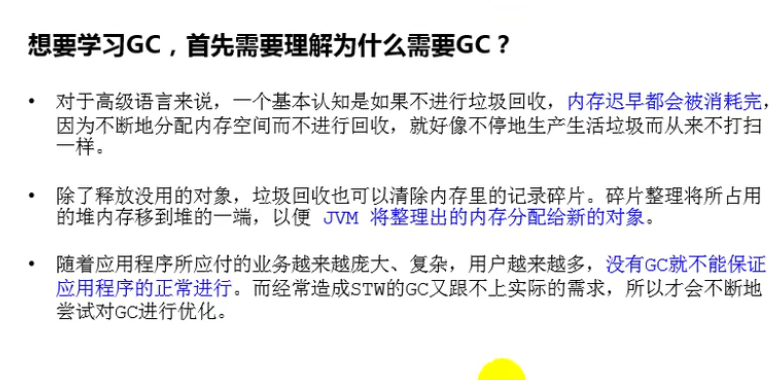 想要学习GC，首先需要理解为什么需要GC？
• 对于高级语言来说，一个基本认知是如果不进行垃圾回收，内存迟早都会被消耗完，
因为不断地分配内存空间而不进行回收，就好像不停地生产生活垃圾而从来不打扫
一样。
• 除了释放没用的对象，垃圾回收也可以清除内存里的记录碎片。碎片整理将所占用
的堆内存移到堆的一端，以便 JVM 将整理出的内存分配给新的对象。
• 随着应用程序所应付的业务越来越庞大、复杂，用户越来越多，没有GC就不能保证
应用程序的正常进行。而经常造成STW的GC又跟不上实际的需求，所以才会不断地
尝试对GC进行优化。